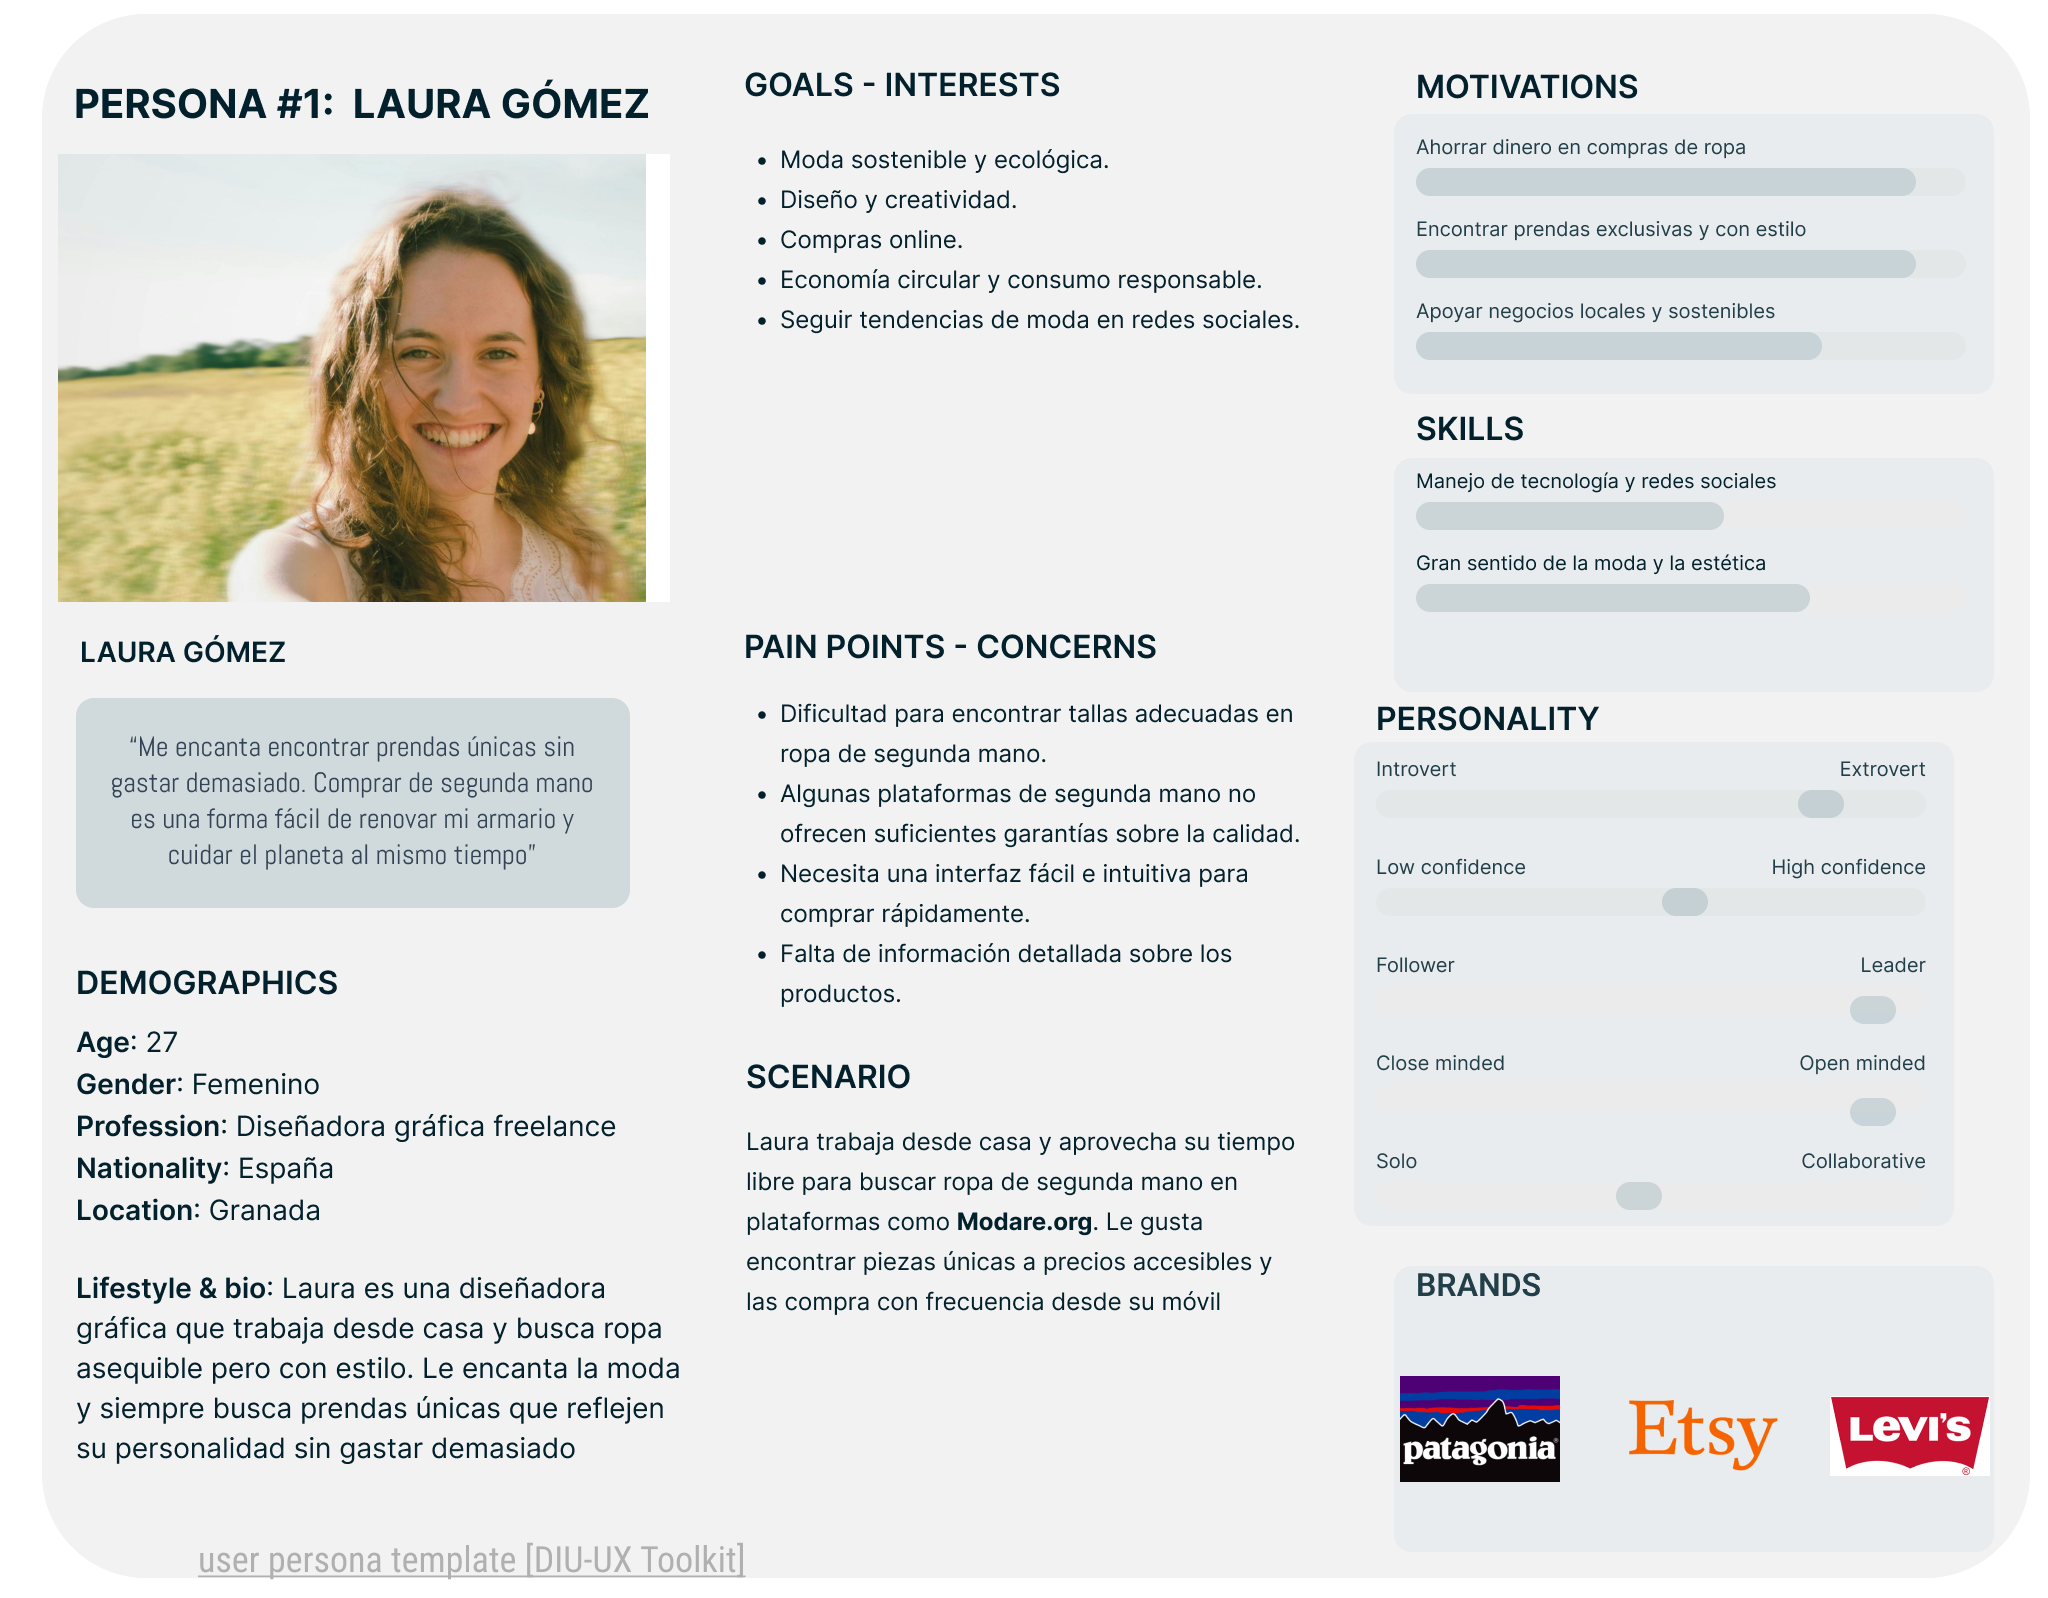 PERSONA #1: LAURA GÓMEZ
LAURA GÓMEZ
“Me encanta encontrar prendas únicas sin
gastar demasiado. Comprar de segunda mano
es una forma fácil de renovar mi armario y
cuidar el planeta al mismo tiempo”
DEMOGRAPHICS
Age: 27
Gender: Femenino
Profession: Diseñadora gráfica freelance
Nationality: España
Location: Granada
Lifestyle & bio: Laura es una diseñadora
gráfica que trabaja desde casa y busca ropa
asequible pero con estilo. Le encanta la moda
y siempre busca prendas únicas que reflejen
su personalidad sin gastar demasiado
user persona template [DIU-UX Toolkit]
GOALS - INTERESTS
• Moda sostenible y ecológica.
• Diseño y creatividad.
• Compras online.
• Economía circular y consumo responsable.
• Seguir tendencias de moda en redes sociales.
PAIN POINTS - CONCERNS
• Dificultad para encontrar tallas adecuadas en
ropa de segunda mano.
• Algunas plataformas de segunda mano no
ofrecen suficientes garantías sobre la calidad.
• Necesita una interfaz fácil e intuitiva para
comprar rápidamente.
• Falta de información detallada sobre los
productos.
SCENARIO
Laura trabaja desde casa y aprovecha su tiempo
libre para buscar ropa de segunda mano en
plataformas como Modare.org. Le gusta
encontrar piezas únicas a precios accesibles y
las compra con frecuencia desde su móvil
MOTIVATIONS
Ahorrar dinero en compras de ropa
Encontrar prendas exclusivas y con estilo
Apoyar negocios locales y sostenibles
SKILLS
Manejo de tecnología y redes sociales
Gran sentido de la moda y la estética
PERSONALITY
Introvert Extrovert
Low confidence High confidence
Follower Leader
Close minded Open minded
Solo Collaborative
BRANDS
patagonia®
Etsy
LEVI'S®